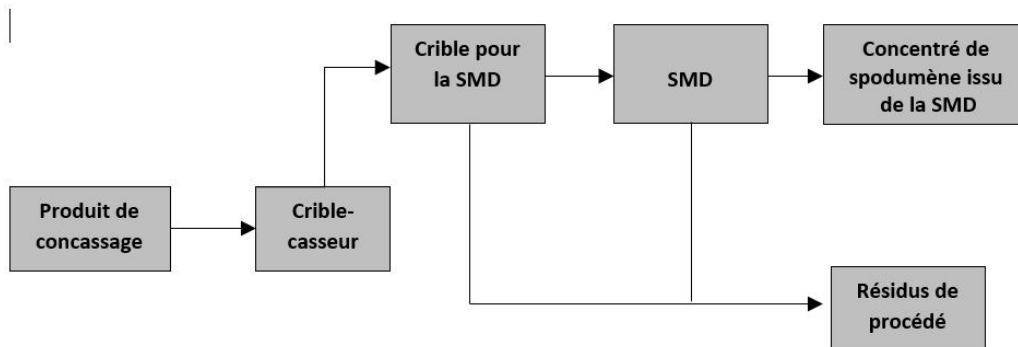 Crible pour
la SMD
SMD
Concentré de
spodumène issu
de la SMD
Produit de
concassage
Crible-
casseur
Résidus de
procédé